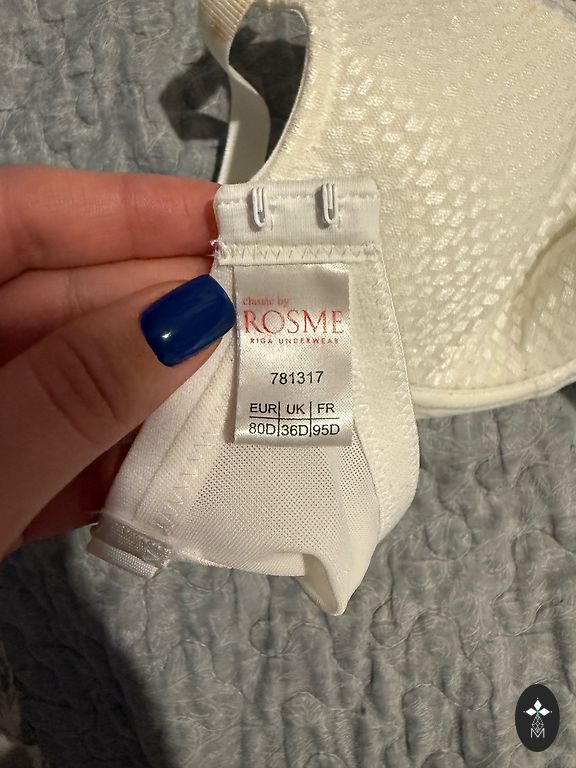 classic by
ROSME
RIGA UNDERWEAR
781317
EUR UK FR
80D 36D 95D
M